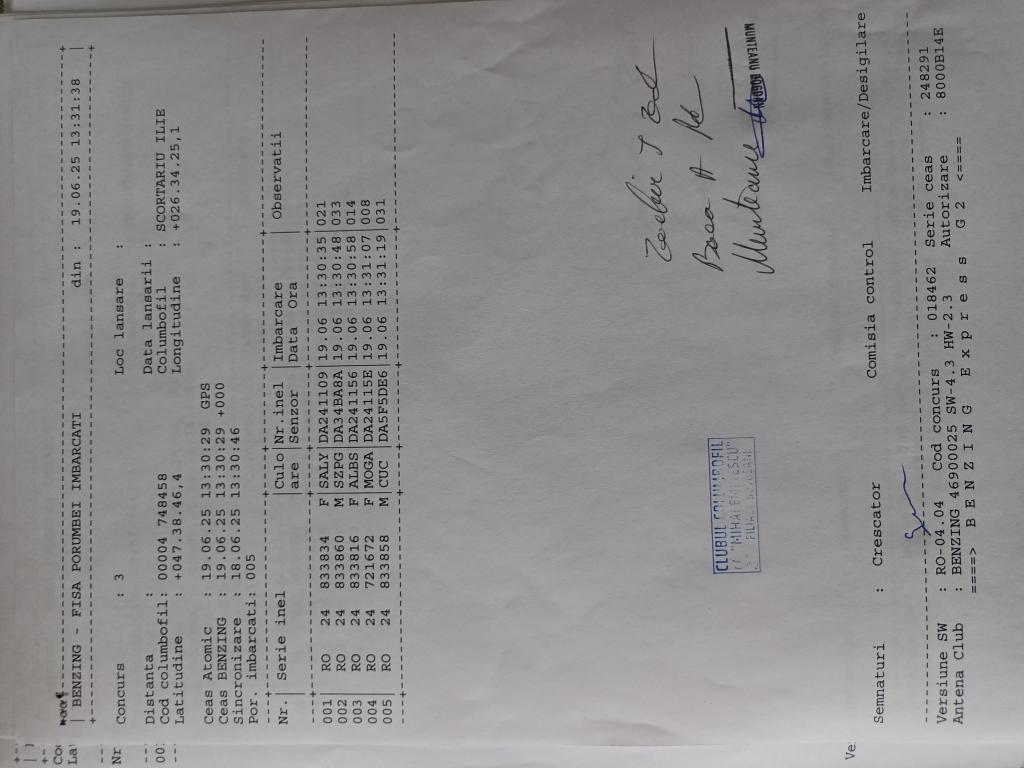 | BENZING - FISA PORUMBEI IMBARCATI din : 19.06.25 13:31:38 |
Concurs : 3 Loc lansare :
Distanta : Data lansarii :
Cod columbofil: 00004 748458 Columbofil : SCORTARIU ILIE
Latitudine : +047.38.46,4 Longitudine : +026.34.25,1
Ceas Atomic : 19.06.25 13:30:29 GPS
Ceas BENZING : 19.06.25 13:30:29 +000
Sincronizare : 18.06.25 13:30:46
Por. imbarcati: 005
Nr.| Serie inel |Culo|Nr.inel |Imbarcare | Observatii
| |are |Senzor |Data Ora |
001| RO 24 833834 F SALY|DA241109|19.06 13:30:35|021
002| RO 24 833860 M SZPG|DA34BA8A|19.06 13:30:48|033
003| RO 24 833816 F ALBS|DA241156|19.06 13:30:58|014
004| RO 24 721672 F MOGA|DA24115E|19.06 13:31:07|008
005| RO 24 833858 M CUC |DA5F5DE6|19.06 13:31:19|031
Munteanu
MUNTEANU BOGDAN
CLUBUL COLUMBOFIL
"MIHAI EMINESCU"
Semnaturi : Crescator Comisia control Imbarcare/Desigilare
Versiune SW : RO-04.04 Cod concurs : 018462 Serie ceas : 248291
Antena Club : BENZING 46900025 SW-4.3 HW-2.3 Autorizare : 8000B14E
====> B E N Z I N G E x p r e s s G 2 <====